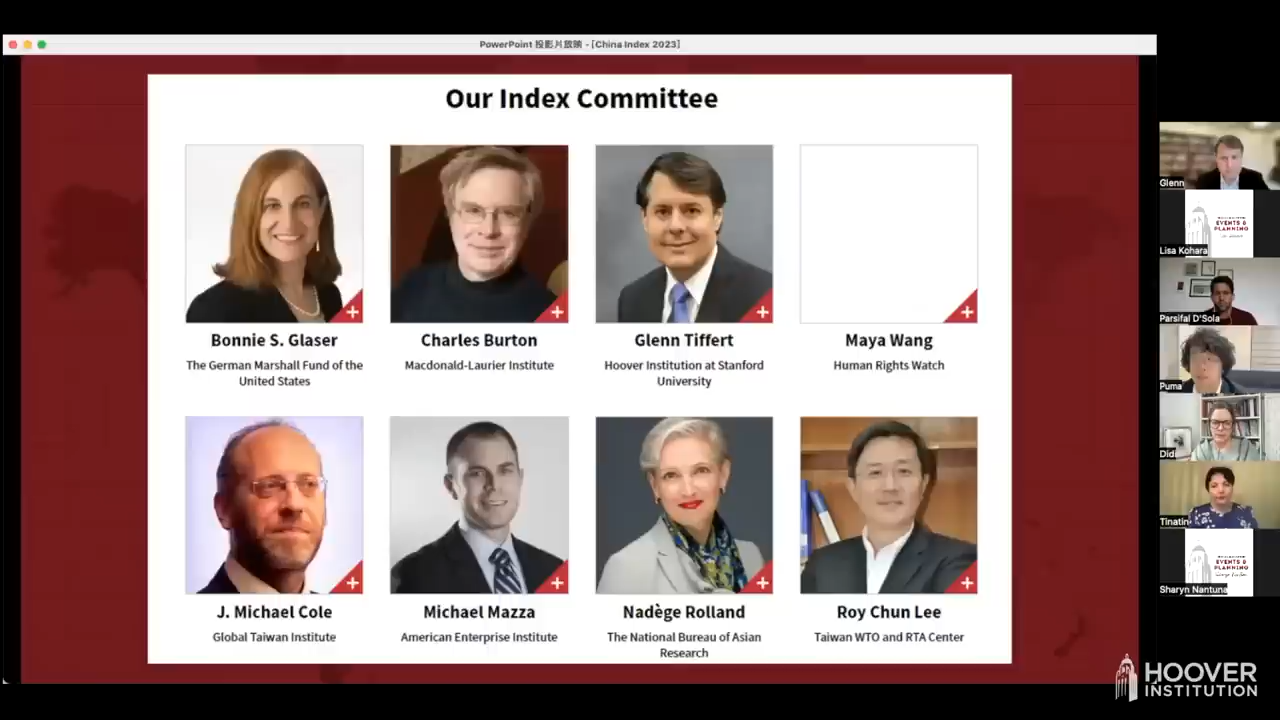 PowerPoint 投影片放映 - [China Index 2023]
Our Index Committee
Bonnie S. Glaser
The German Marshall Fund of the
United States
Charles Burton
Macdonald-Laurier Institute
Glenn Tiffert
Hoover Institution at Stanford
University
Maya Wang
Human Rights Watch
J. Michael Cole
Global Taiwan Institute
Michael Mazza
American Enterprise Institute
Nadège Rolland
The National Bureau of Asian
Research
Roy Chun Lee
Taiwan WTO and RTA Center
Glenn
EVENTS &
PLANNING
Lisa Kohara
Parsifal D'Sola
Puma
Didi
Tinatin
EVENTS &
PLANNING
Sharyn Nantuna
HOOVER
INSTITUTION